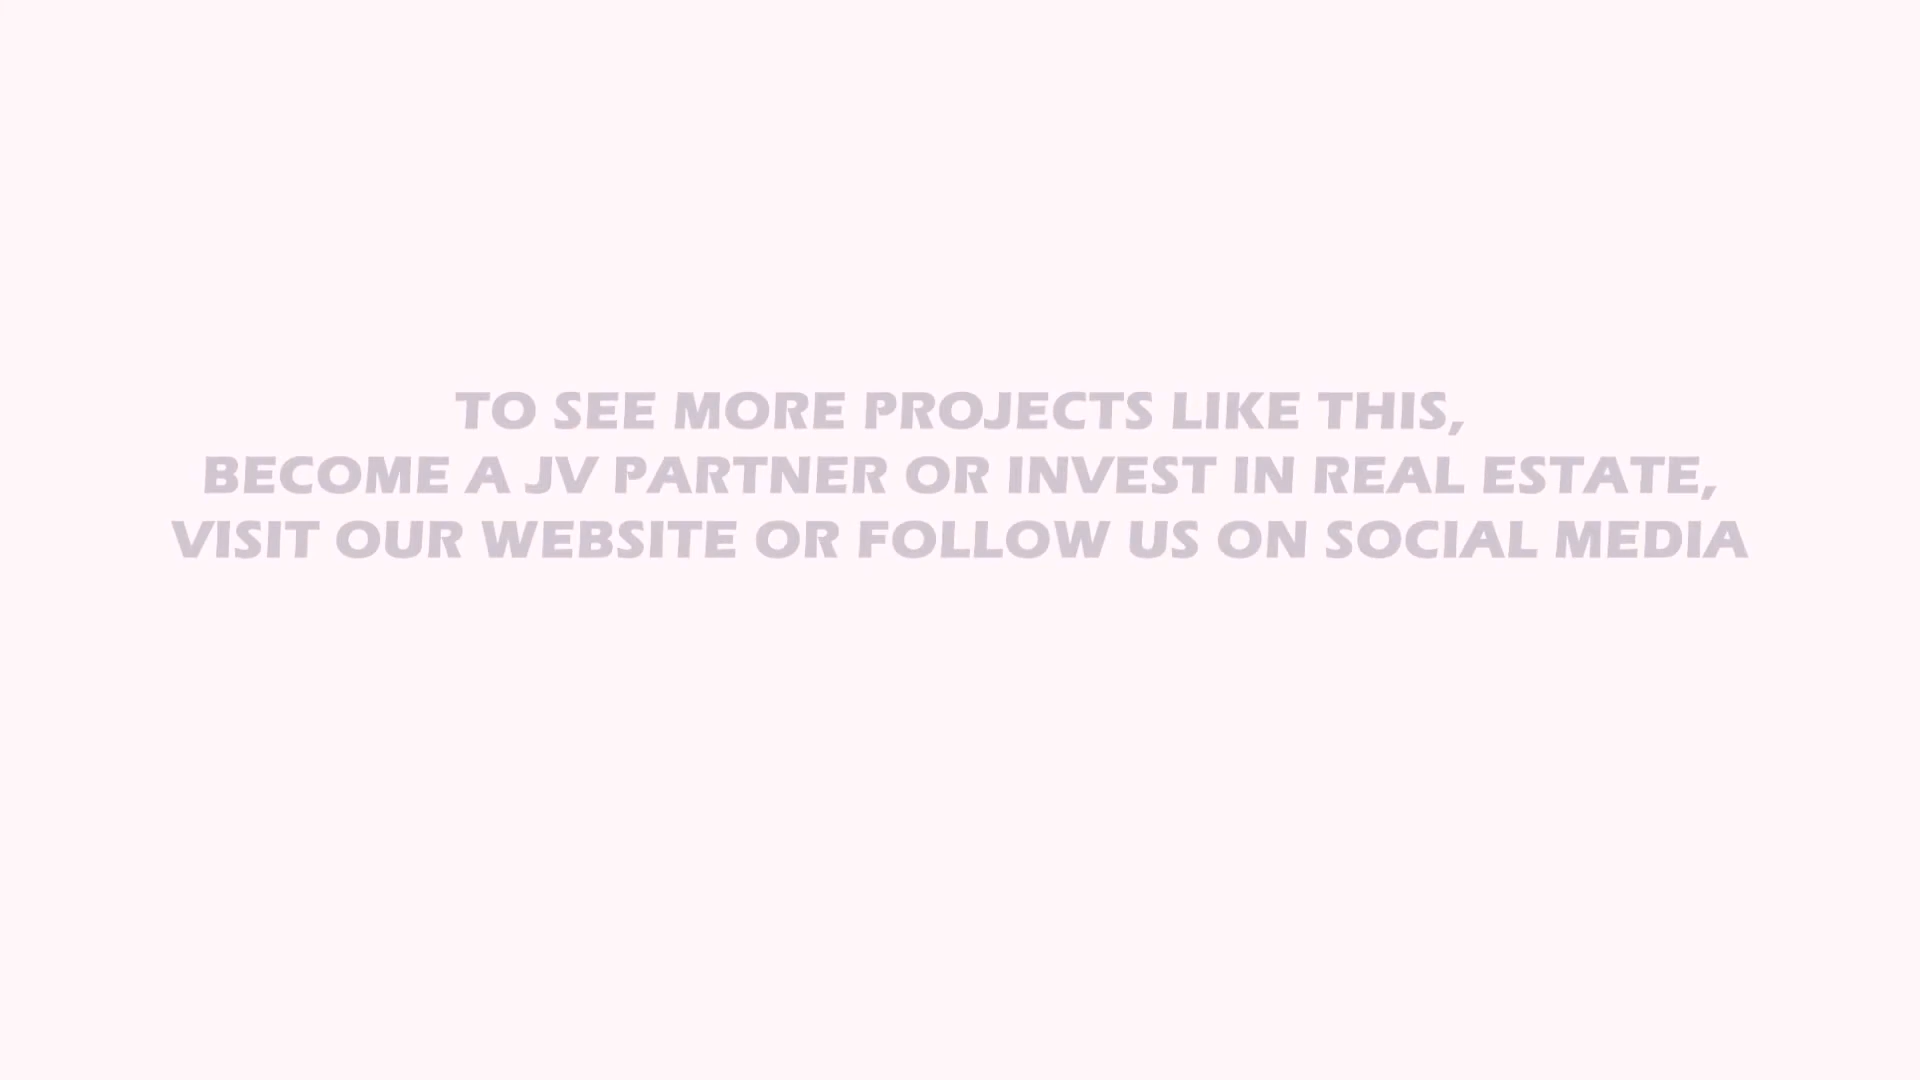 TO SEE MORE PROJECTS LIKE THIS,
BECOME A JV PARTNER OR INVEST IN REAL ESTATE,
VISIT OUR WEBSITE OR FOLLOW US ON SOCIAL MEDIA